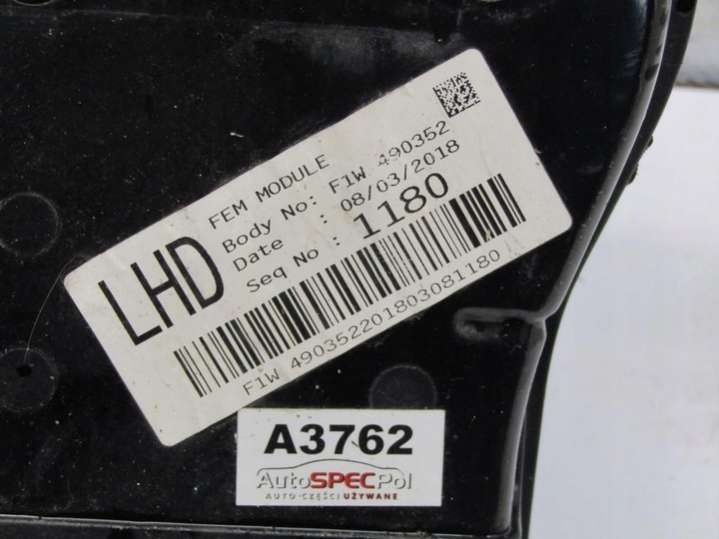 LHD
FEM MODULE
Body No: F1W 490352
Date : 08/03/2018
Seq No : 1180
F1W 490352201803081180
A3762
AutoSPECPol
AUTO-CZĘŚCI UŻYWANE